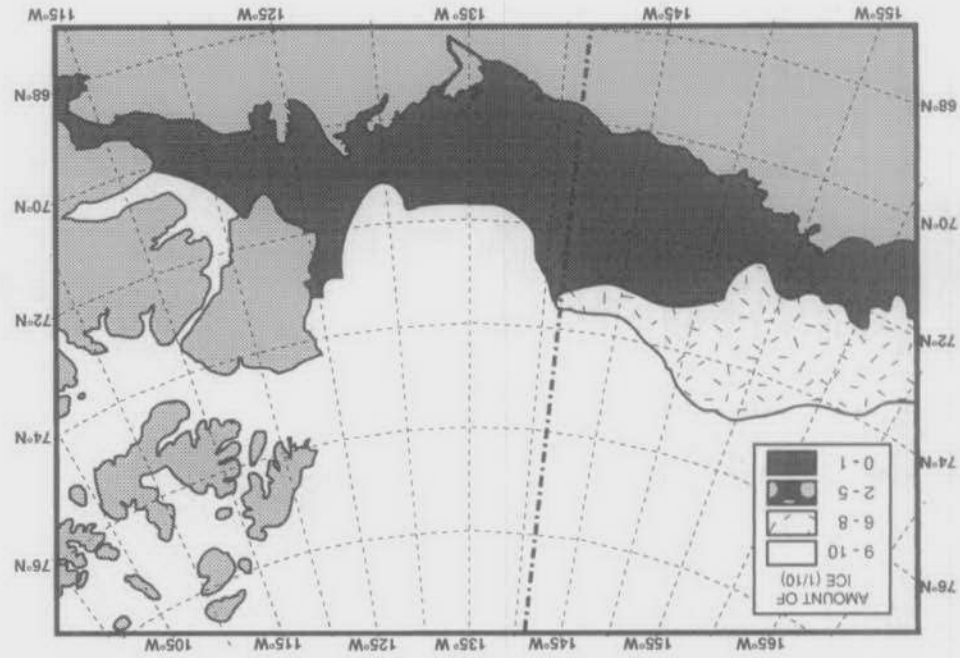 165°W 155°W 145°W 135°W 125°W 115°W 105°W
AMOUNT OF
ICE (1/10)
9 - 10
6 - 8
2 - 5
0 - 1
76°N
74°N
72°N
70°N
68°N
76°N
74°N
72°N
70°N
68°N
155°W 145°W 135°W 125°W 115°W